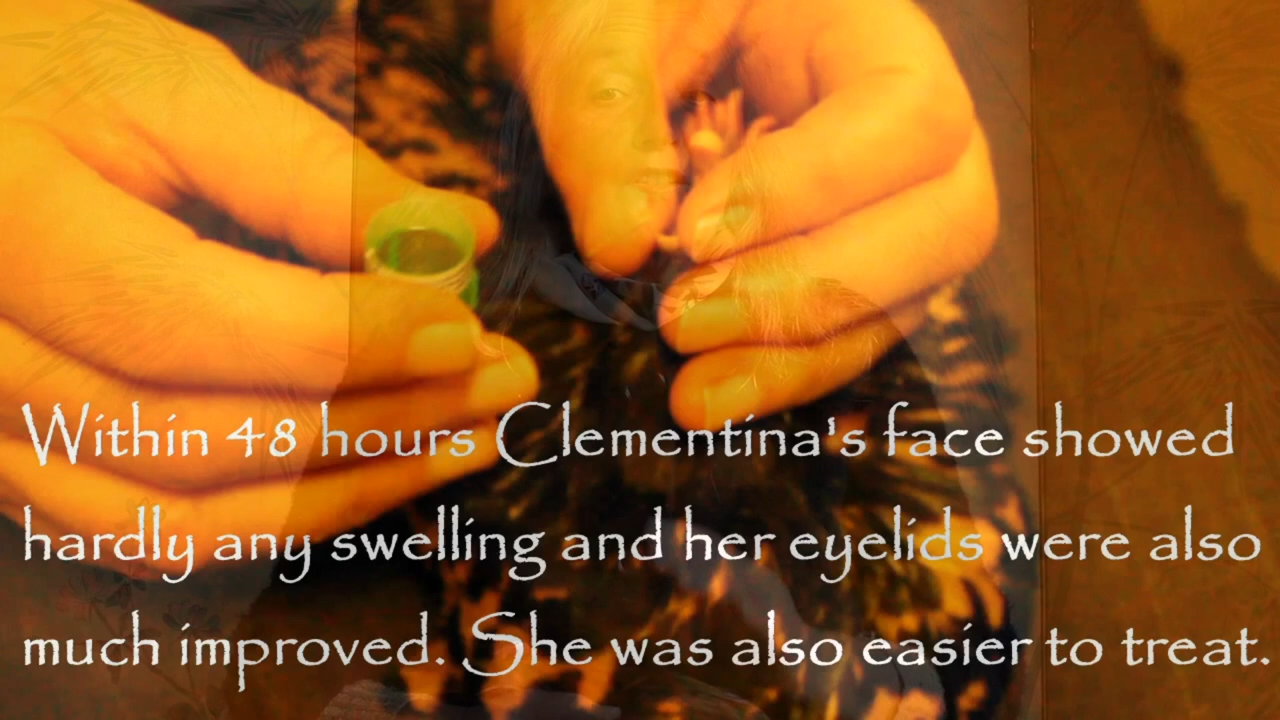 Within 48 hours Clementina's face showed
hardly any swelling and her eyelids were also
much improved. She was also easier to treat.